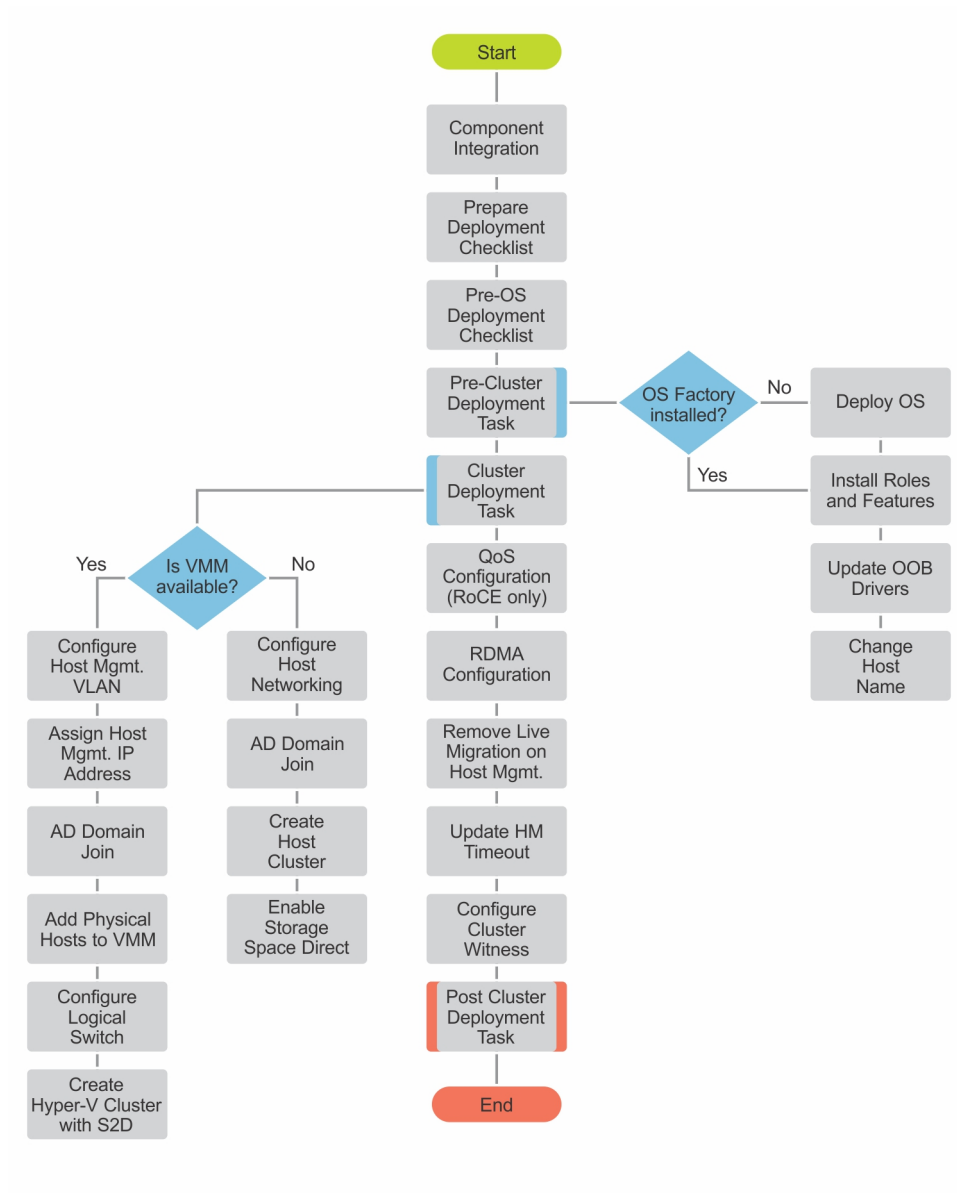 Start
Component
Integration
Prepare
Deployment
Checklist
Pre-OS
Deployment
Checklist
Pre-Cluster
Deployment
Task
OS Factory
installed?
No
Deploy OS
Yes
Install Roles
and Features
Update OOB
Drivers
Change
Host
Name
Cluster
Deployment
Task
Is VMM
available?
Yes
No
Configure
Host Mgmt.
VLAN
Assign Host
Mgmt. IP
Address
AD Domain
Join
Add Physical
Hosts to VMM
Configure
Logical
Switch
Create
Hyper-V Cluster
with S2D
Configure
Host
Networking
AD Domain
Join
Create
Host
Cluster
Enable
Storage
Space Direct
QoS
Configuration
(RoCE only)
RDMA
Configuration
Remove Live
Migration on
Host Mgmt.
Update HM
Timeout
Configure
Cluster
Witness
Post Cluster
Deployment
Task
End